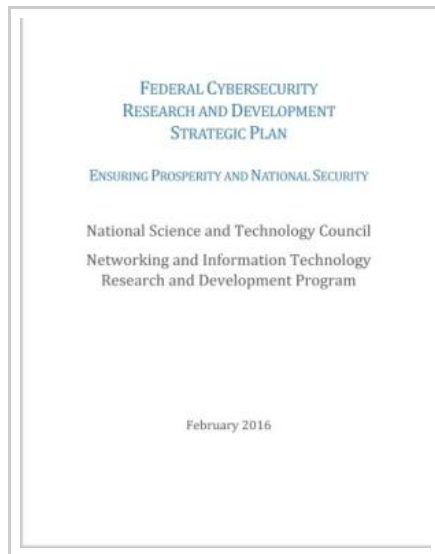 FEDERAL CYBERSECURITY
RESEARCH AND DEVELOPMENT
STRATEGIC PLAN
ENSURING PROSPERITY AND NATIONAL SECURITY
National Science and Technology Council
Networking and Information Technology
Research and Development Program
February 2016